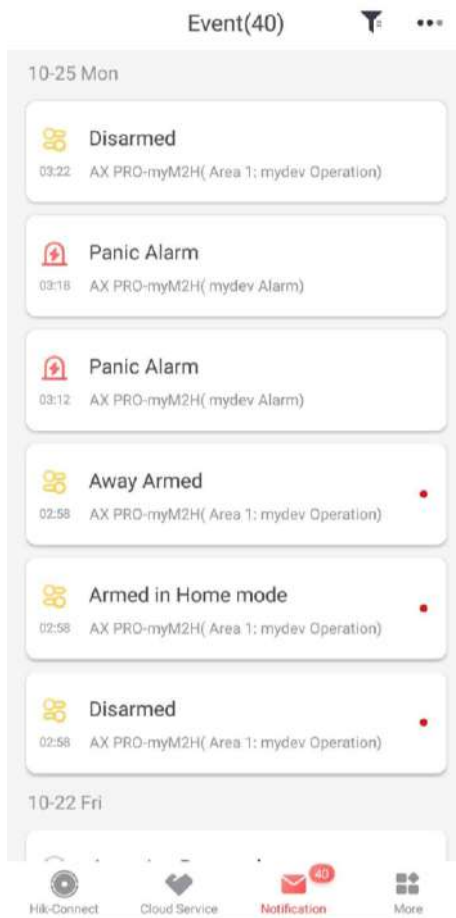 Event(40)
10-25 Mon
Disarmed
03:22 AX PRO-myM2H( Area 1: mydev Operation)
Panic Alarm
03:18 AX PRO-myM2H( mydev Alarm)
Panic Alarm
03:12 AX PRO-myM2H( mydev Alarm)
Away Armed
02:58 AX PRO-myM2H( Area 1: mydev Operation)
Armed in Home mode
02:58 AX PRO-myM2H( Area 1: mydev Operation)
Disarmed
02:58 AX PRO-myM2H( Area 1: mydev Operation)
10-22 Fri
40
Hik-Connect Cloud Service Notification More